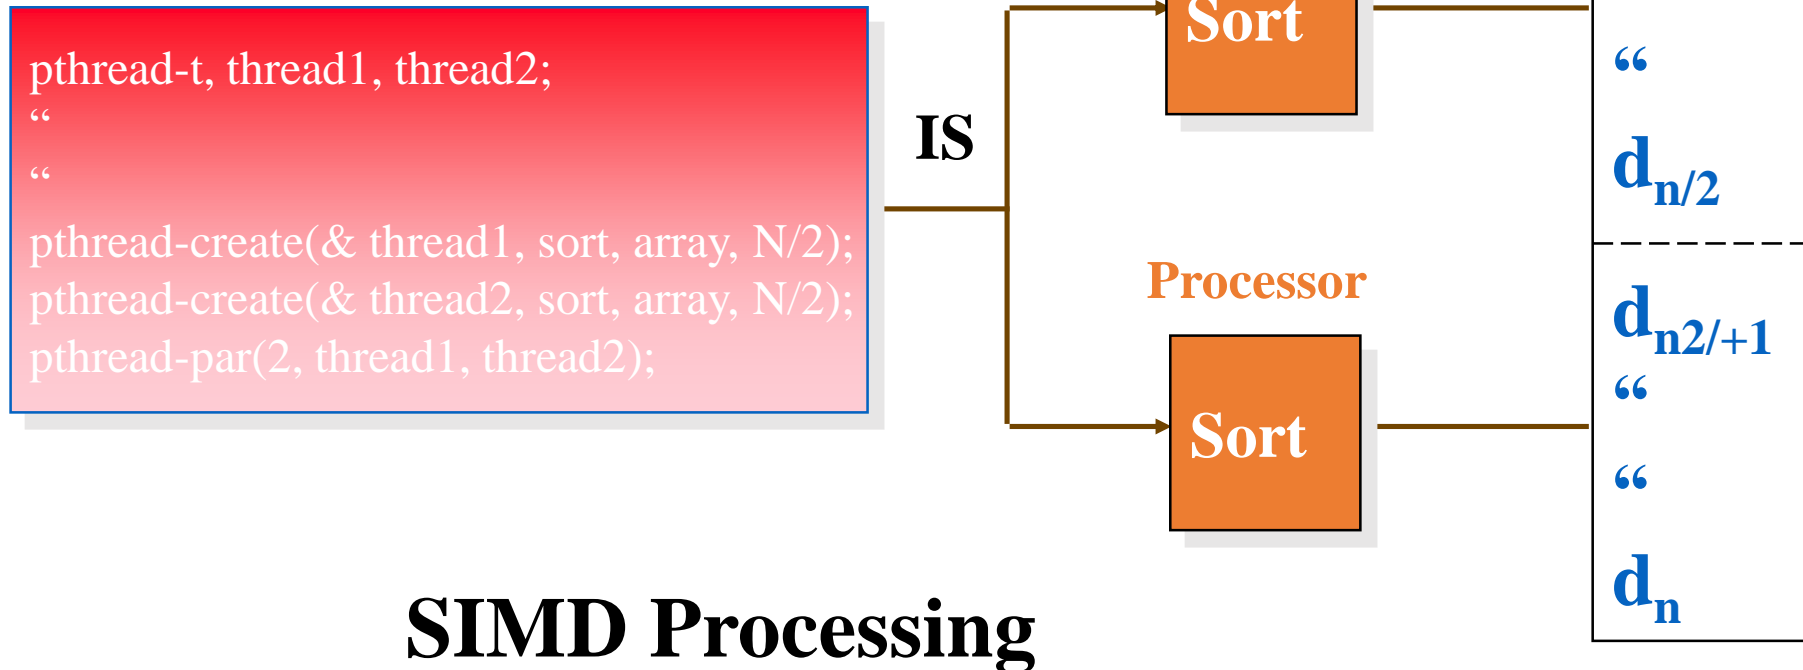 pthread-t, thread1, thread2;
“
“
pthread-create(& thread1, sort, array, N/2);
pthread-create(& thread2, sort, array, N/2);
pthread-par(2, thread1, thread2);
IS
Sort
Processor
Sort
“
dn/2
dn2/+1
“
“
dn
SIMD Processing